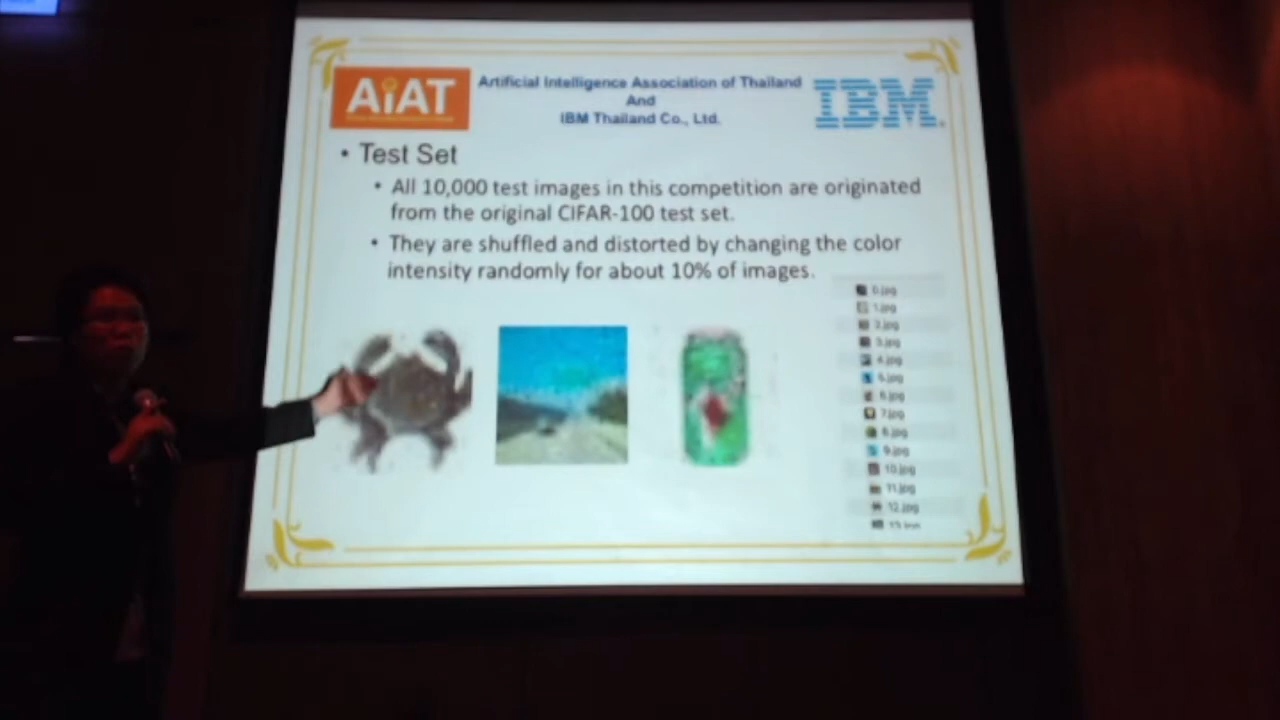 AiAT
Artificial Intelligence Association of Thailand
And
IBM Thailand Co., Ltd.
IBM
• Test Set
• All 10,000 test images in this competition are originated
from the original CIFAR-100 test set.
• They are shuffled and distorted by changing the color
intensity randomly for about 10% of images.
0.jpg
1.jpg
2.jpg
3.jpg
4.jpg
5.jpg
6.jpg
7.jpg
8.jpg
9.jpg
10.jpg
11.jpg
12.jpg